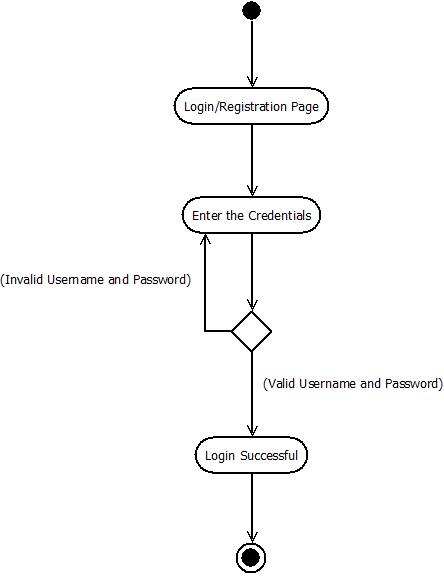 Login/Registration Page
Enter the Credentials
(Invalid Username and Password)
(Valid Username and Password)
Login Successful